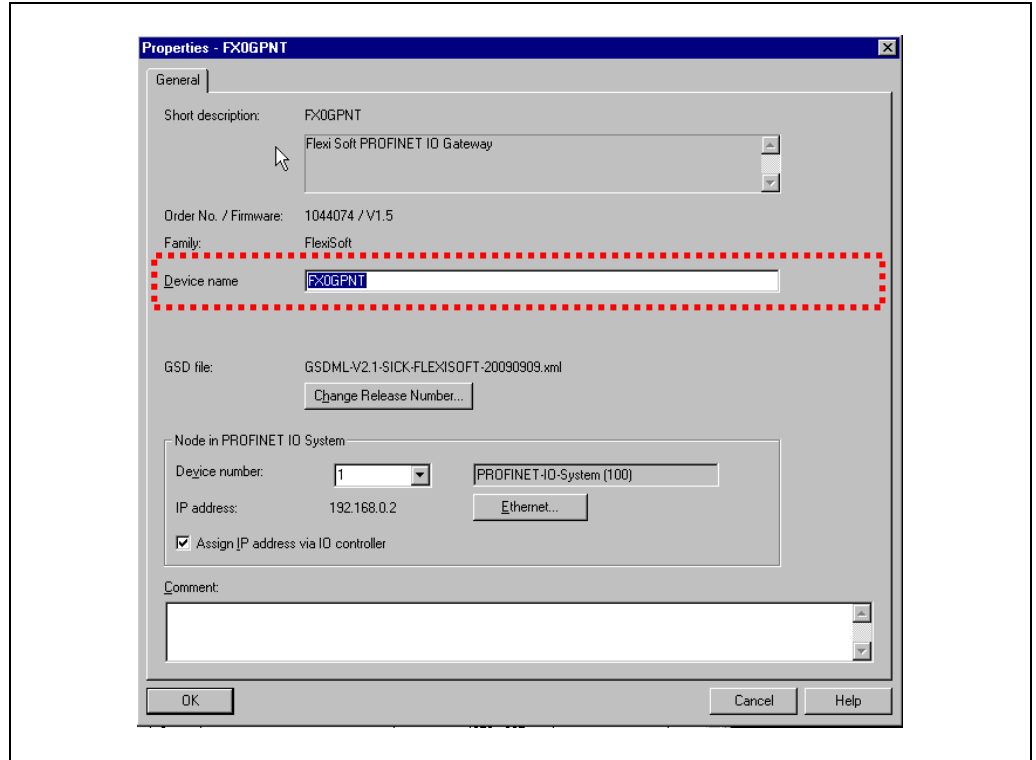 Properties - FX0GPNT
General
Short description: FX0GPNT
Flexi Soft PROFINET IO Gateway
Order No. / Firmware: 1044074 / V1.5
Family: FlexiSoft
Device name FX0GPNT
GSD file: GSDML-V2.1-SICK-FLEXISOFT-20090909.xml
Change Release Number...
Node in PROFINET IO System
Device number: 1 PROFINET-IO-System (100)
IP address: 192.168.0.2 Ethernet...
Assign IP address via IO controller
Comment:
OK Cancel Help